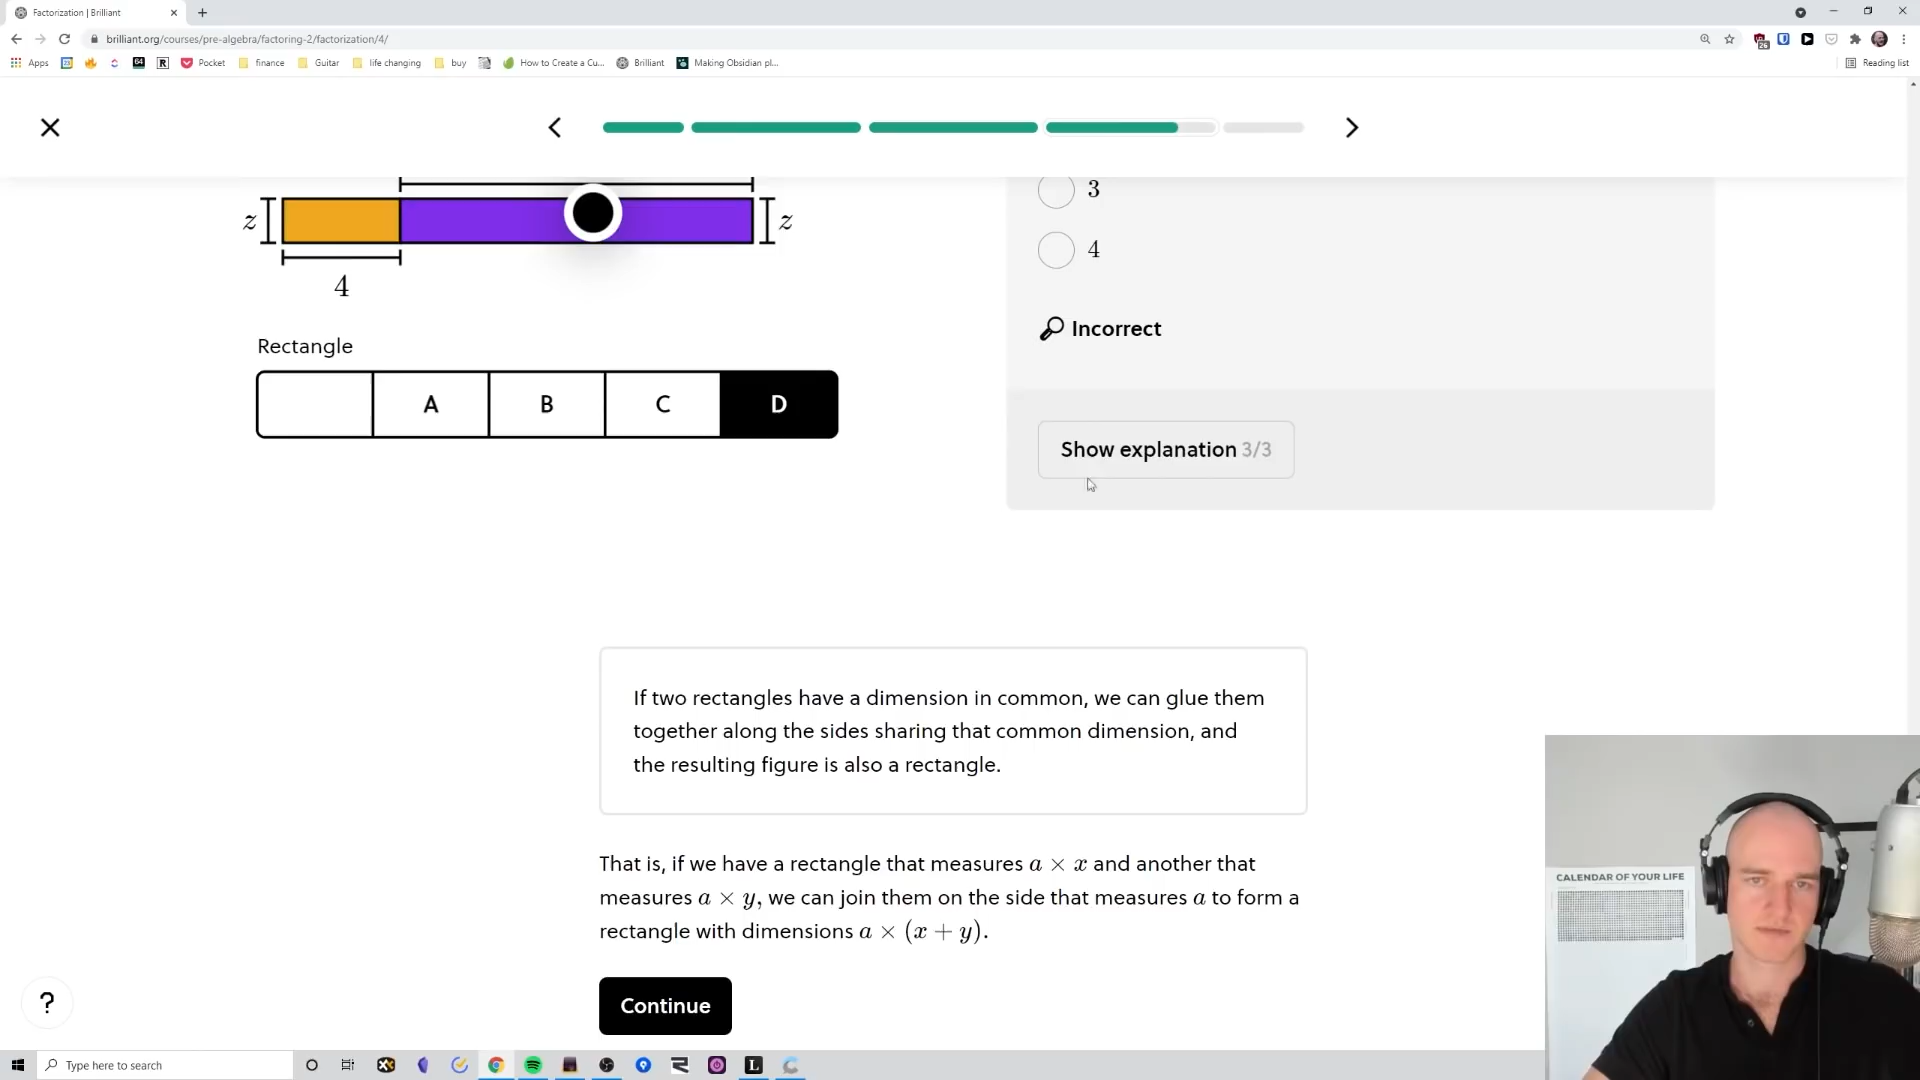 Factorization | Brilliant
brilliant.org/courses/pre-algebra/factoring-2/factorization/4/
Apps
Pocket
finance
Guitar
life changing
buy
How to Create a Cu...
Brilliant
Making Obsidian pl...
Reading list
z
z
4
Rectangle
A
B
C
D
3
4
Incorrect
Show explanation 3/3
If two rectangles have a dimension in common, we can glue them
together along the sides sharing that common dimension, and
the resulting figure is also a rectangle.
That is, if we have a rectangle that measures a × x and another that
measures a × y, we can join them on the side that measures a to form a
rectangle with dimensions a × (x + y).
Continue
?
CALENDAR OF YOUR LIFE
Type here to search
L